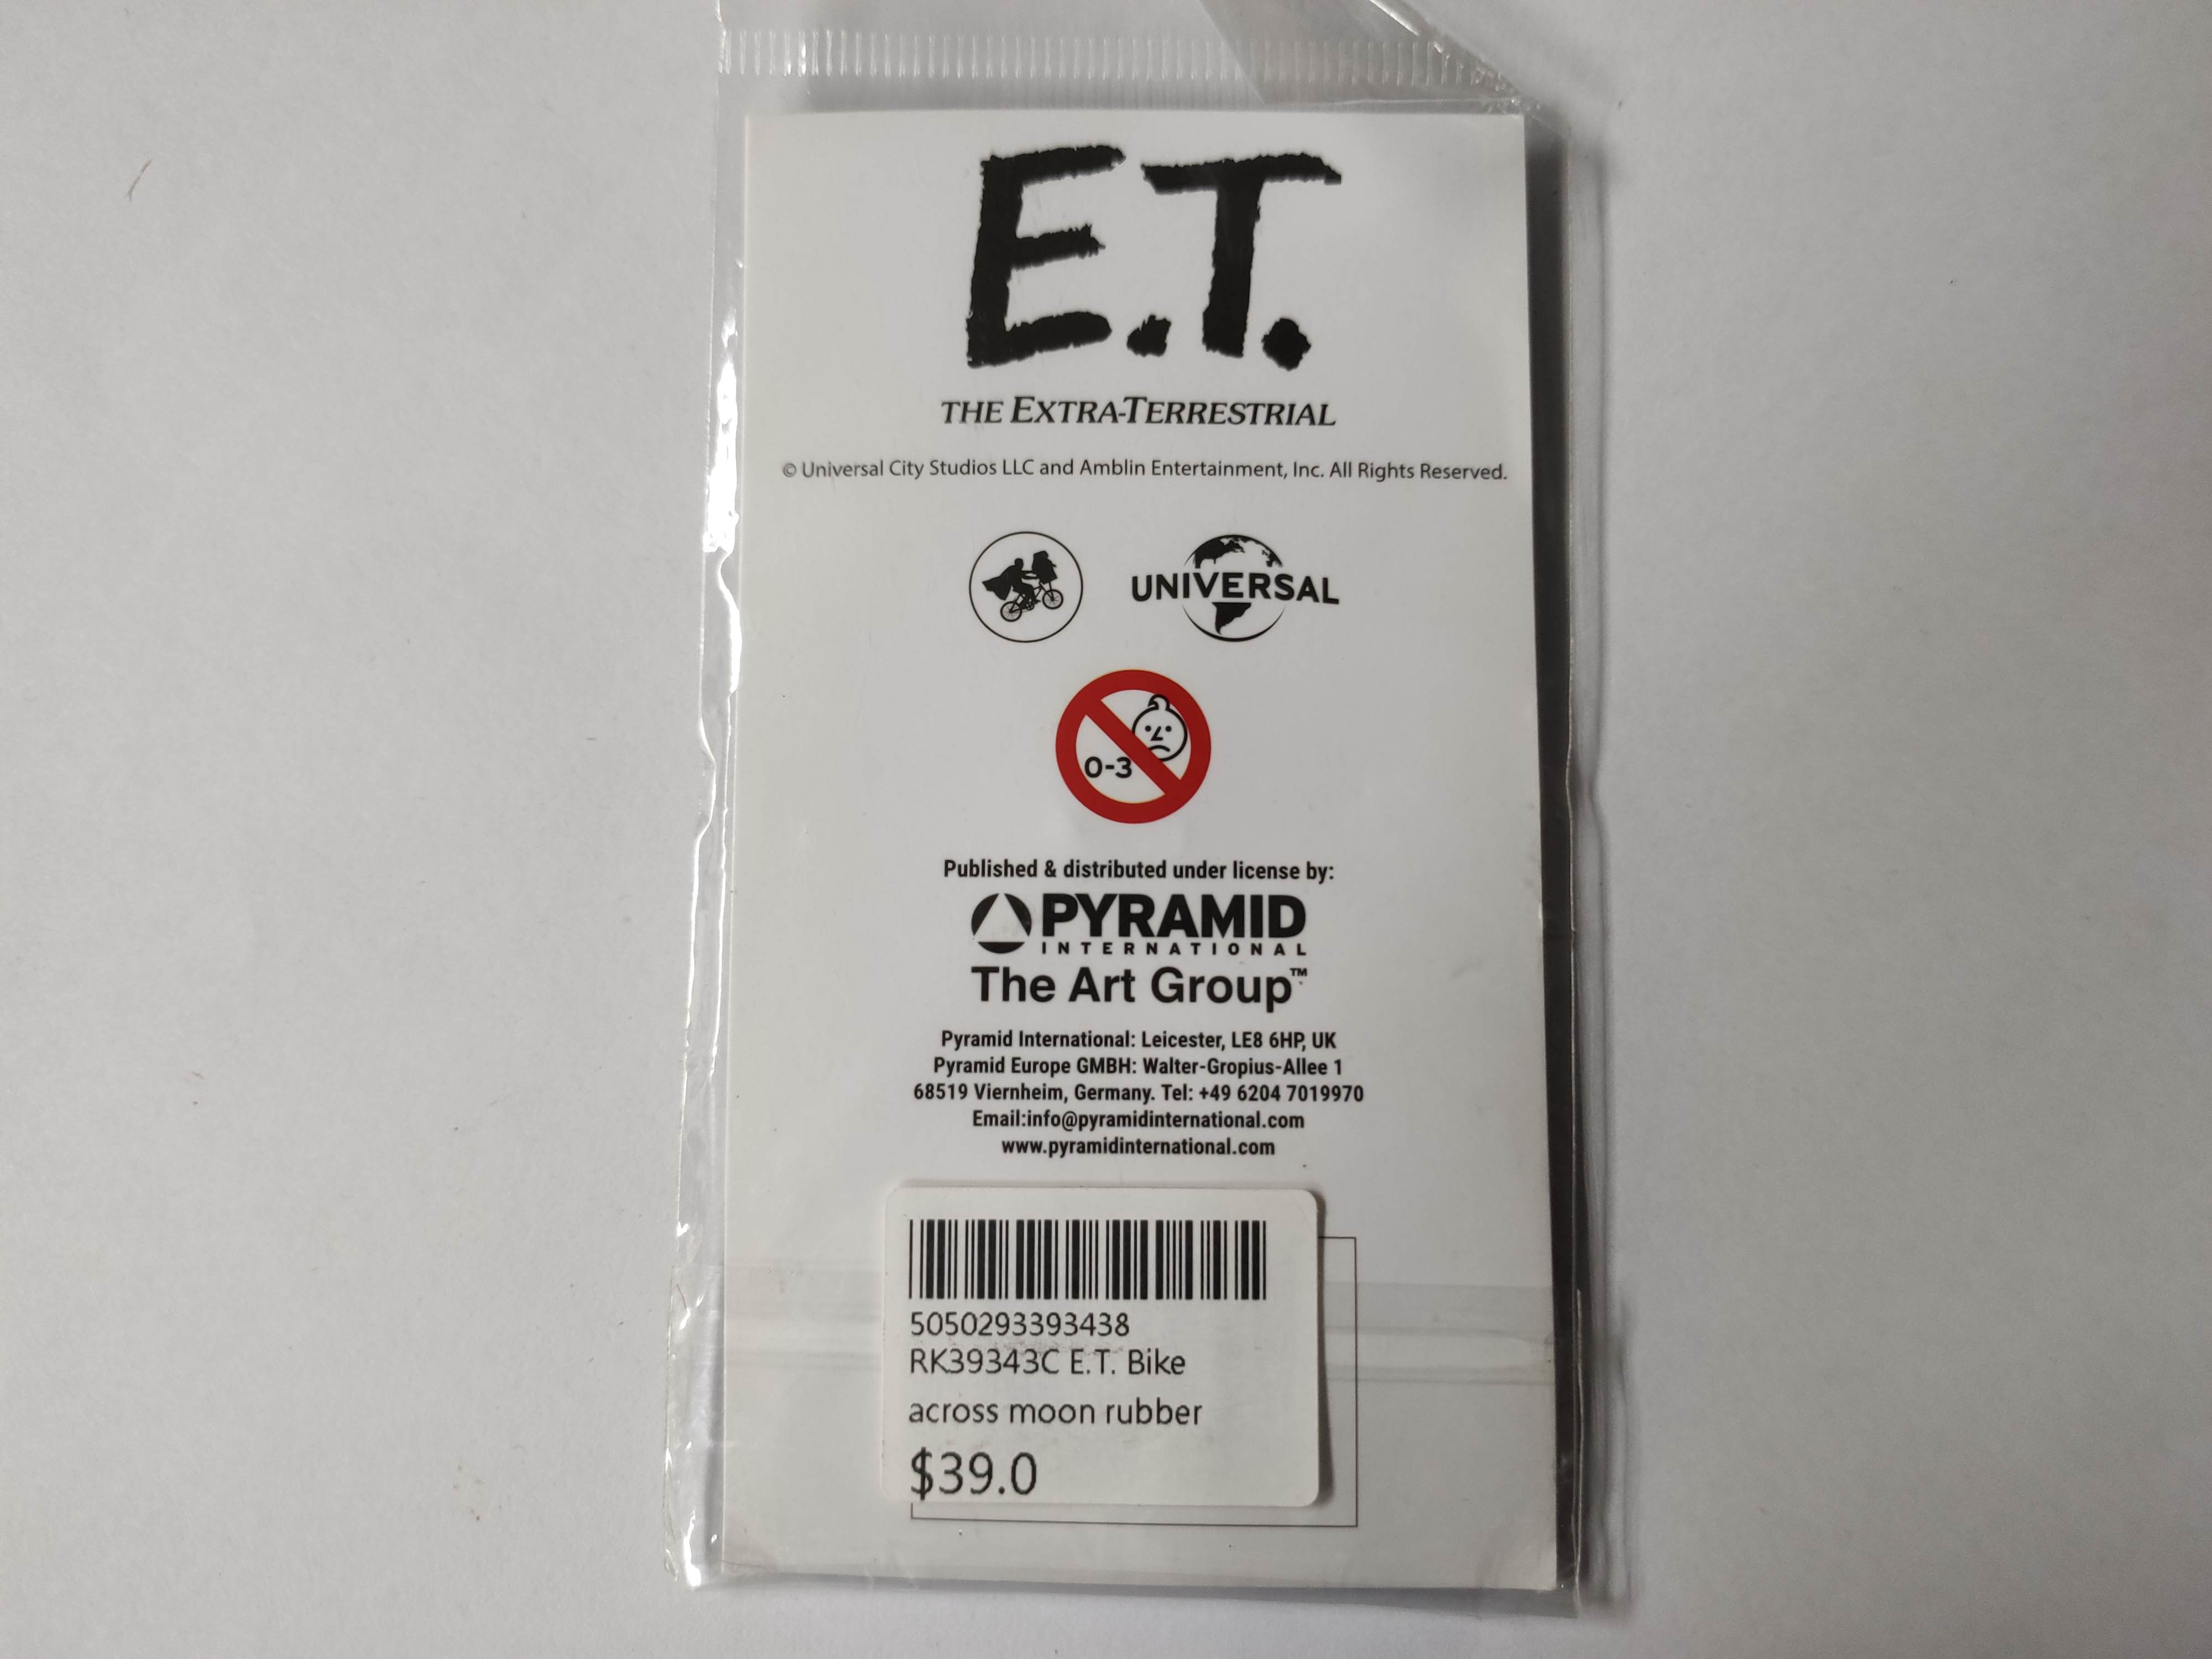 E.T.
THE EXTRA-TERRESTRIAL
© Universal City Studios LLC and Amblin Entertainment, Inc. All Rights Reserved.
UNIVERSAL
0-3
Published & distributed under license by:
PYRAMID
INTERNATIONAL
The Art Group™
Pyramid International: Leicester, LE8 6HP, UK
Pyramid Europe GMBH: Walter-Gropius-Allee 1
68519 Viernheim, Germany. Tel: +49 6204 7019970
Email:info@pyramidinternational.com
www.pyramidinternational.com
5050293393438
RK39343C E.T. Bike
across moon rubber
$39.0